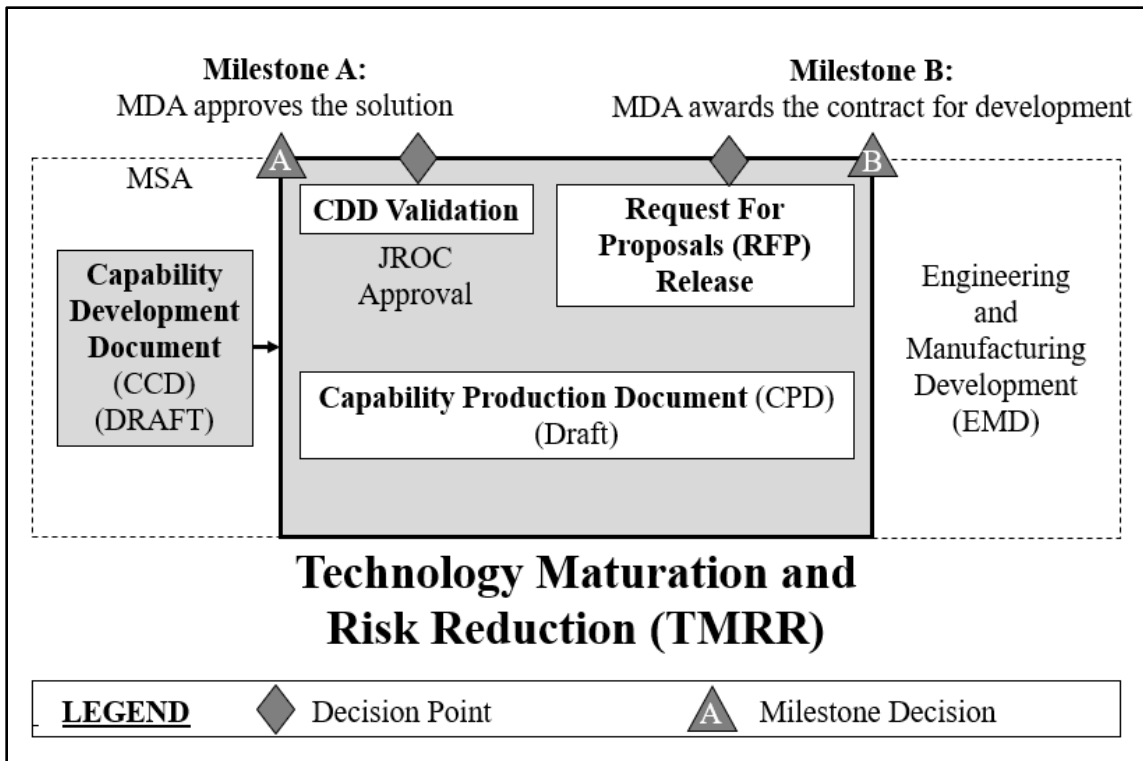 Milestone A:
MDA approves the solution
Milestone B:
MDA awards the contract for development
A
B
MSA
Capability
Development
Document
(CCD)
(DRAFT)
CDD Validation
JROC
Approval
Request For
Proposals (RFP)
Release
Capability Production Document (CPD)
(Draft)
Engineering
and
Manufacturing
Development
(EMD)
Technology Maturation and
Risk Reduction (TMRR)
LEGEND
Decision Point
A
Milestone Decision